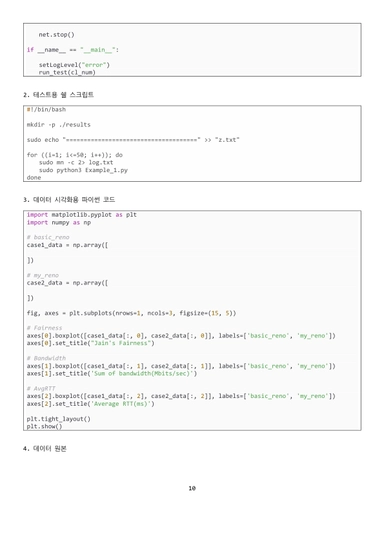 net.stop()
if __name__ == "__main__":
setLogLevel("error")
run_test(cl_num)
2. 테스트용 쉘 스크립트
#!/bin/bash
mkdir -p ./results
sudo echo "=====================================" >> "z.txt"
for ((i=1; i<=50; i++)); do
sudo mn -c 2> log.txt
sudo python3 Example_1.py
done
3. 데이터 시각화용 파이썬 코드
import matplotlib.pyplot as plt
import numpy as np
# basic_reno
case1_data = np.array([
])
# my_reno
case2_data = np.array([
])
fig, axes = plt.subplots(nrows=1, ncols=3, figsize=(15, 5))
# Fairness
axes[0].boxplot([case1_data[:, 0], case2_data[:, 0]], labels=['basic_reno', 'my_reno'])
axes[0].set_title("Jain's Fairness")
# Bandwidth
axes[1].boxplot([case1_data[:, 1], case2_data[:, 1]], labels=['basic_reno', 'my_reno'])
axes[1].set_title('Sum of bandwidth(Mbits/sec)')
# AvgRTT
axes[2].boxplot([case1_data[:, 2], case2_data[:, 2]], labels=['basic_reno', 'my_reno'])
axes[2].set_title('Average RTT(ms)')
plt.tight_layout()
plt.show()
4. 데이터 원본
10